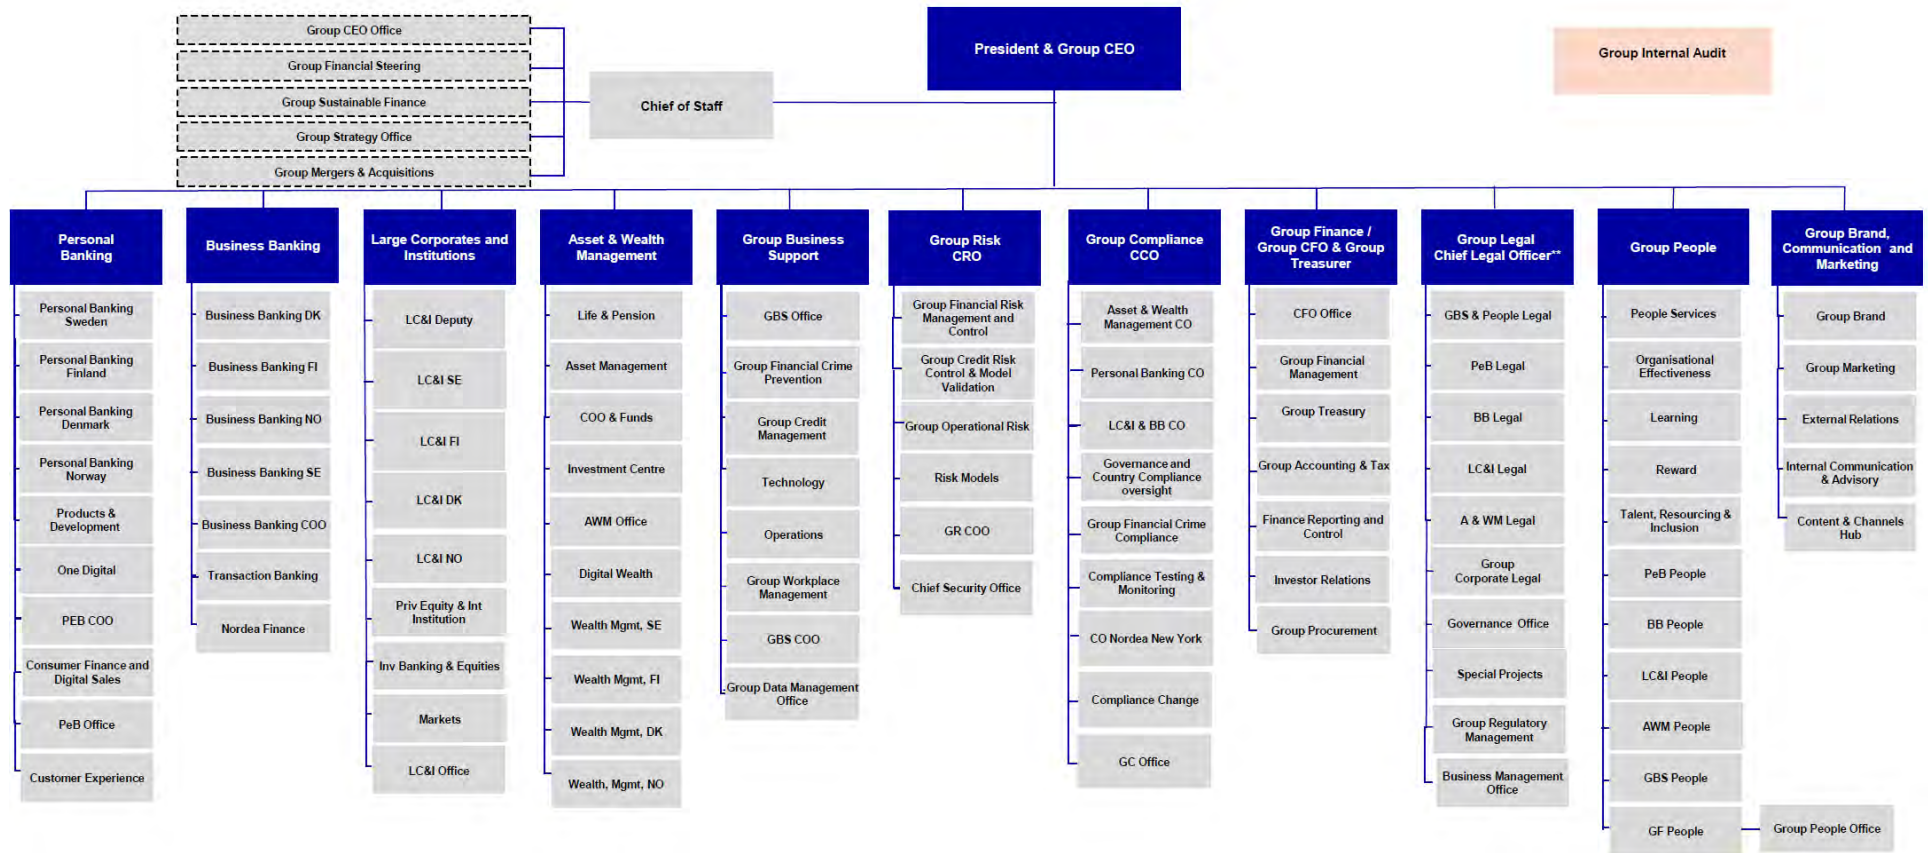 Group CEO Office
Group Financial Steering
Group Sustainable Finance
Group Strategy Office
Group Mergers & Acquisitions
Chief of Staff
President & Group CEO
Group Internal Audit
Personal
Banking
Personal Banking
Sweden
Personal Banking
Finland
Personal Banking
Denmark
Personal Banking
Norway
Products &
Development
One Digital
PEB COO
Consumer Finance and
Digital Sales
PeB Office
Customer Experience
Business Banking
Business Banking DK
Business Banking FI
Business Banking NO
Business Banking SE
Business Banking COO
Transaction Banking
Nordea Finance
Large Corporates and
Institutions
LC&I Deputy
LC&I SE
LC&I FI
LC&I DK
LC&I NO
Priv Equity & Int
Institution
Inv Banking & Equities
Markets
LC&I Office
Asset & Wealth
Management
Life & Pension
Asset Management
COO & Funds
Investment Centre
AWM Office
Digital Wealth
Wealth Mgmt, SE
Wealth Mgmt, FI
Wealth Mgmt, DK
Wealth, Mgmt, NO
Group Business
Support
GBS Office
Group Financial Crime
Prevention
Group Credit
Management
Technology
Operations
Group Workplace
Management
GBS COO
Group Data Management
Office
Group Risk
CRO
Group Financial Risk
Management and
Control
Group Credit Risk
Control & Model
Validation
Group Operational Risk
Risk Models
GR COO
Chief Security Office
Group Compliance
CCO
Asset & Wealth
Management CO
Personal Banking CO
LC&I & BB CO
Governance and
Country Compliance
oversight
Group Financial Crime
Compliance
Compliance Testing &
Monitoring
CO Nordea New York
Compliance Change
GC Office
Group Finance /
Group CFO & Group
Treasurer
CFO Office
Group Financial
Management
Group Treasury
Group Accounting & Tax
Finance Reporting and
Control
Investor Relations
Group Procurement
Group Legal
Chief Legal Officer**
GBS & People Legal
PeB Legal
BB Legal
LC&I Legal
A & WM Legal
Group
Corporate Legal
Governance Office
Special Projects
Group Regulatory
Management
Business Management
Office
Group People
People Services
Organisational
Effectiveness
Learning
Reward
Talent, Resourcing &
Inclusion
PeB People
BB People
LC&I People
AWM People
GBS People
GF People
Group People Office
Group Brand,
Communication and
Marketing
Group Brand
Group Marketing
External Relations
Internal Communication
& Advisory
Content & Channels
Hub